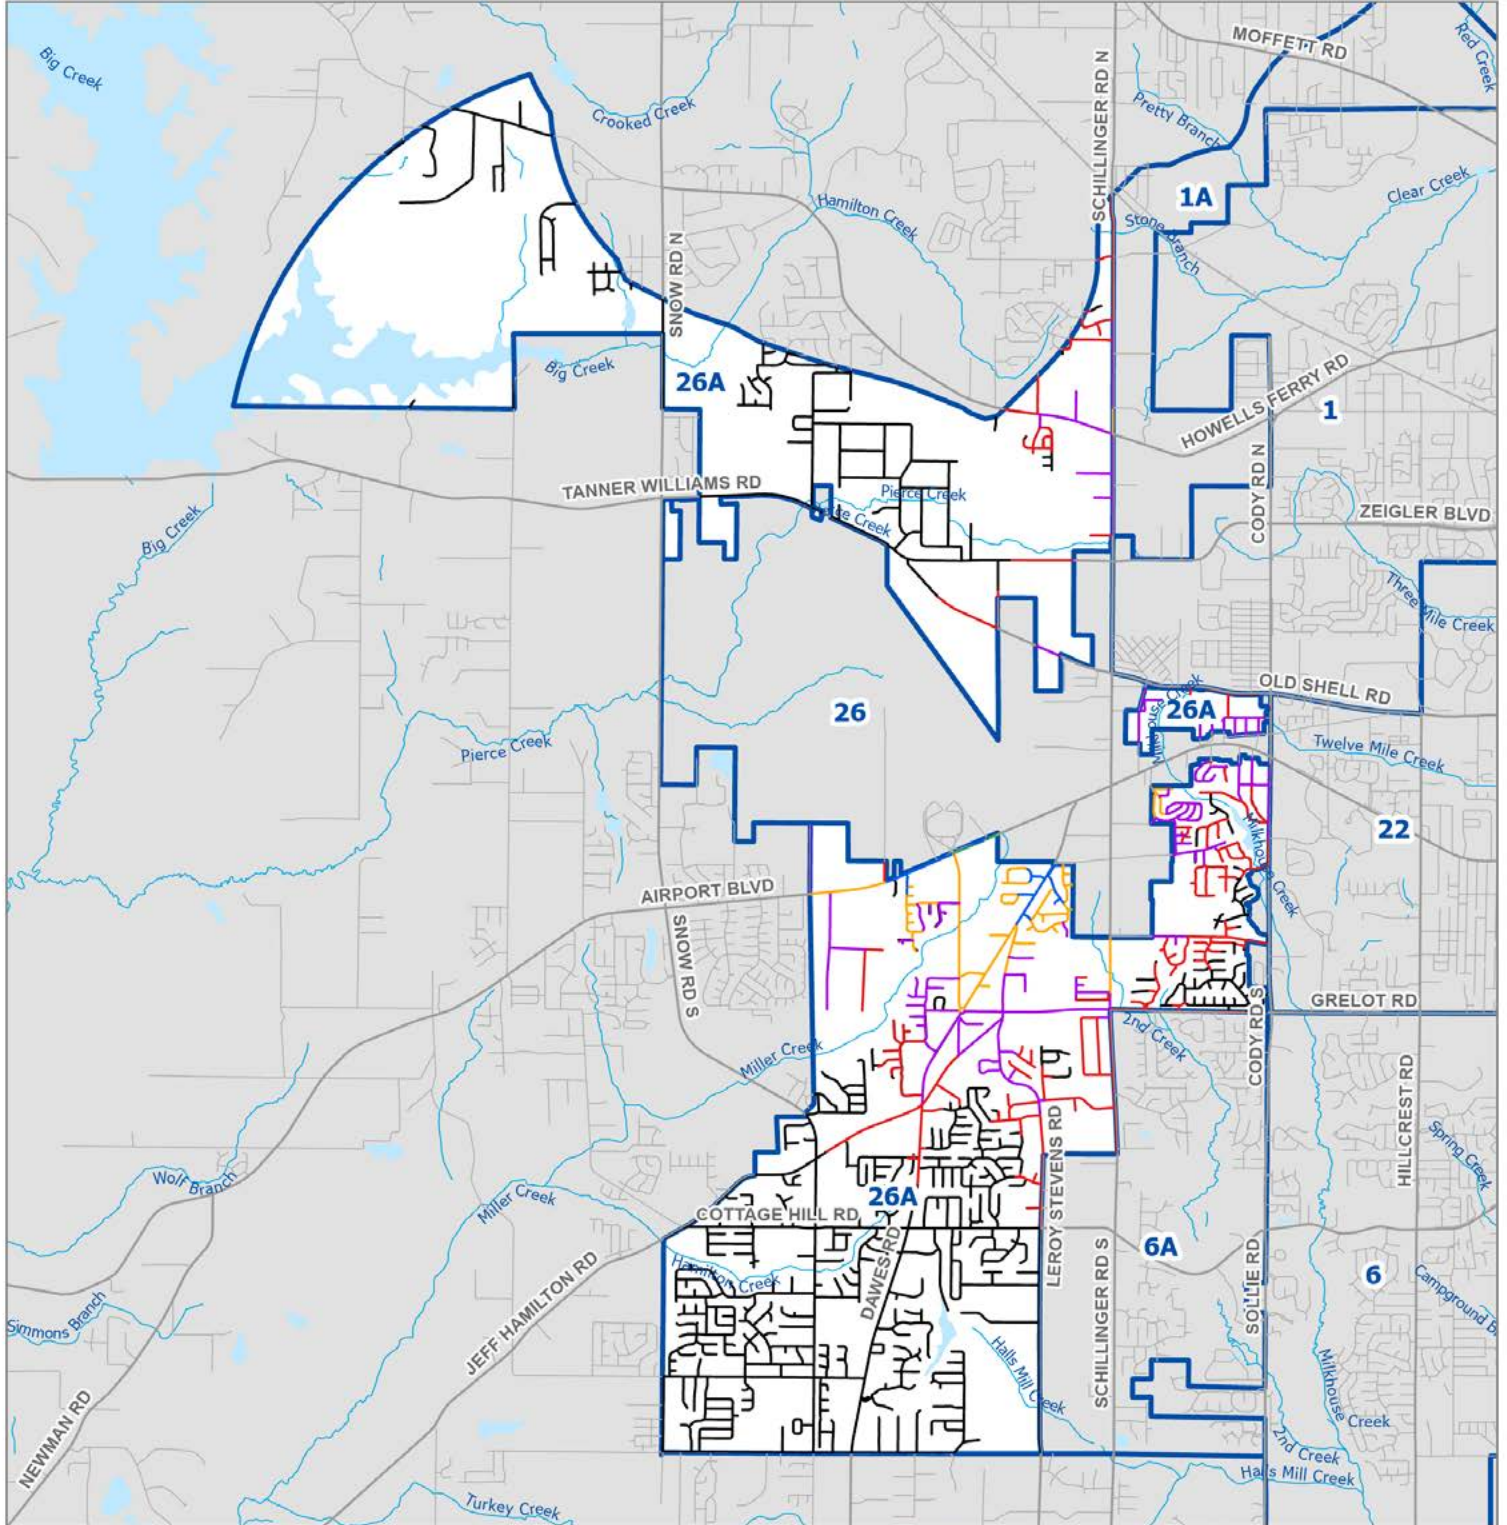 MOFFETT RD
Red Creek
Big Creek
Crooked Creek
SCHILLINGER RD N
Pretty Branch
1A
Clear Creek
Hamilton Creek
Stone Branch
SNOW RD N
Big Creek
26A
HOWELLS FERRY RD
1
CODY RD N
TANNER WILLIAMS RD
Pierce Creek
ZEIGLER BLVD
Big Creek
Three Mile Creek
OLD SHELL RD
26
26A
Pierce Creek
Twelve Mile Creek
22
Milkhouse Creek
AIRPORT BLVD
SNOW RD S
GRELOT RD
2nd Creek
CODY RD S
Miller Creek
HILLCREST RD
LEROY STEVENS RD
Spring Creek
Wolf Branch
Miller Creek
26A
COTTAGE HILL RD
DAWES RD
6A
SOLLIE RD
6
Hamilton Creek
SCHILLINGER RD S
Campground B
Simmons Branch
JEFF HAMILTON RD
Halls Mill Creek
Milkhouse Creek
NEWMAN RD
2nd Creek
Halls Mill Creek
Turkey Creek